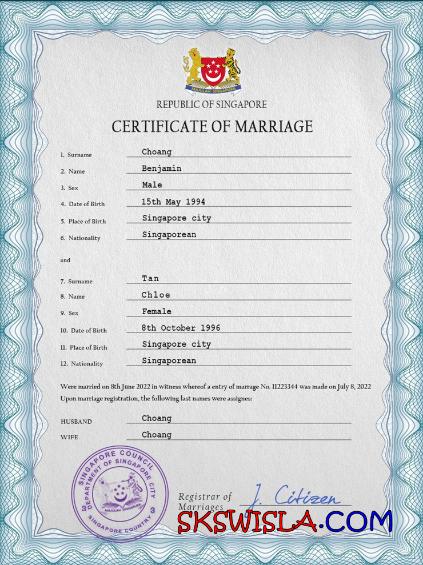 REPUBLIC OF SINGAPORE
CERTIFICATE OF MARRIAGE
1. Surname Choang
2. Name Benjamin
3. Sex Male
4. Date of Birth 15th May 1994
5. Place of Birth Singapore city
6. Nationality Singaporean
and
7. Surname Tan
8. Name Chloe
9. Sex Female
10. Date of Birth 8th October 1996
11. Place of Birth Singapore city
12. Nationality Singaporean
Were married on 8th June 2022 in witness whereof a entry of marrage No. 11223344 was made on July 8, 2022
Upon marriage registration, the following last names were assignes:
HUSBAND Choang
WIFE Choang
SINGAPORE COUNCIL
DEPARTMENT OF SINGAPORE CITY
SINGAPORE COUNTRY
Registrar of
Marriages
J. Citizen
SKSWISLA.COM